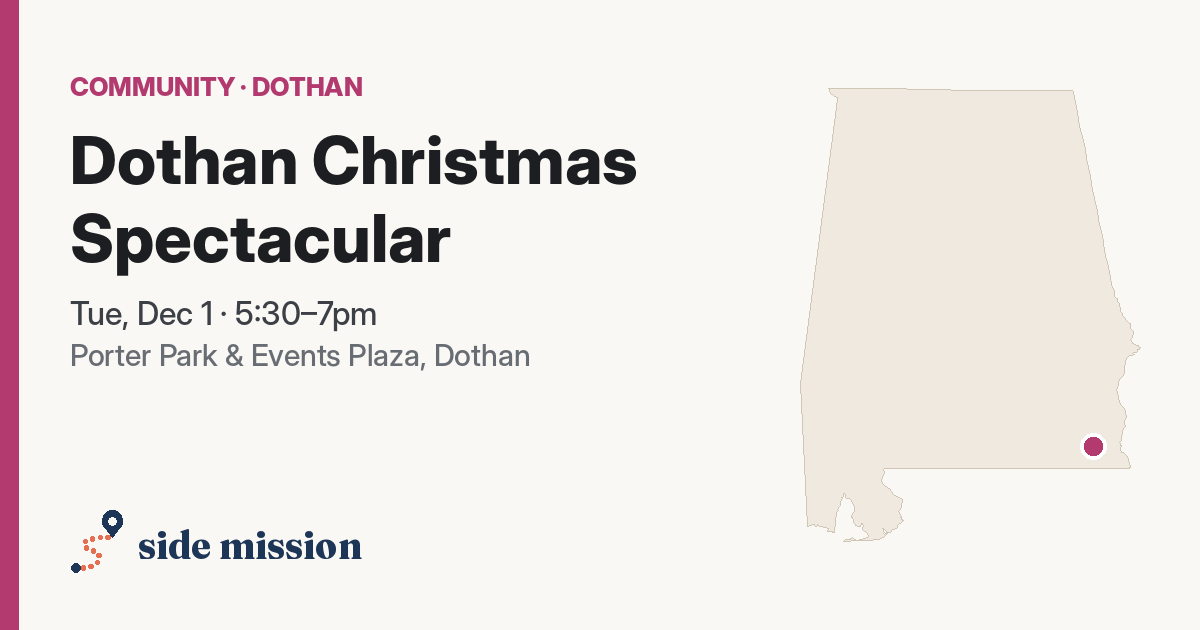 COMMUNITY · DOTHAN
Dothan Christmas
Spectacular
Tue, Dec 1 · 5:30–7pm
Porter Park & Events Plaza, Dothan
side mission